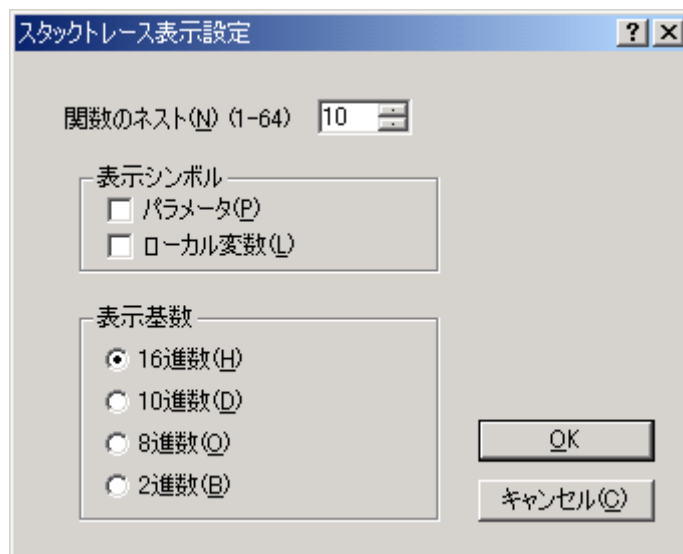 スタックトレース表示設定
関数のネスト(N) (1-64) 10
表示シンボル
パラメータ(P)
ローカル変数(L)
表示基数
16進数(H)
10進数(D)
8進数(O)
2進数(B)
OK
キャンセル(C)